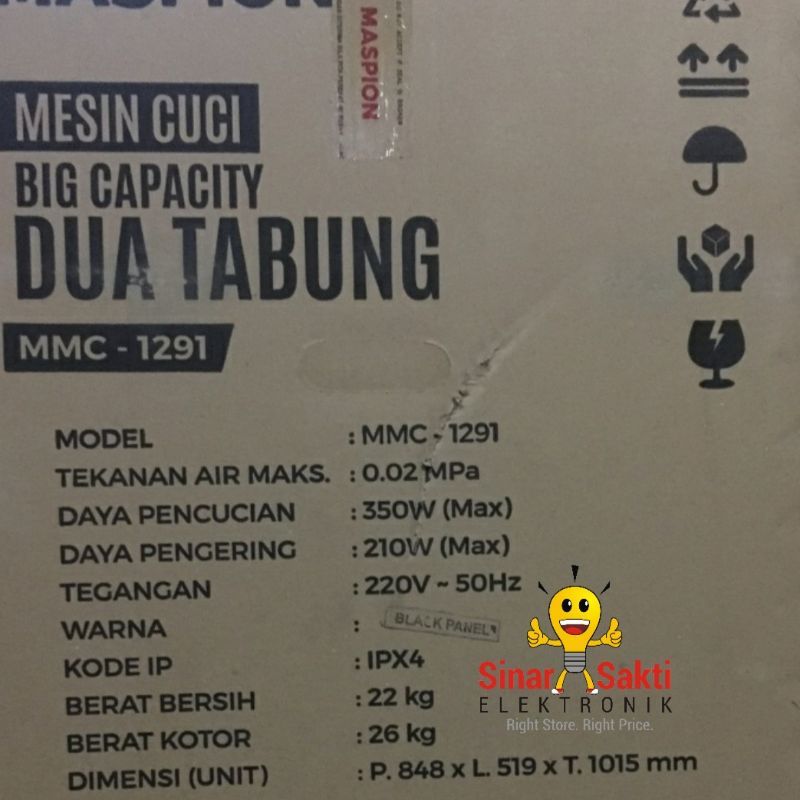 MASPION
MASPION
MESIN CUCI
BIG CAPACITY
DUA TABUNG
MMC - 1291
MODEL : MMC - 1291
TEKANAN AIR MAKS. : 0.02 MPa
DAYA PENCUCIAN : 350W (Max)
DAYA PENGERING : 210W (Max)
TEGANGAN : 220V ~ 50Hz
WARNA : BLACK PANEL
KODE IP : IPX4
BERAT BERSIH : 22 kg
BERAT KOTOR : 26 kg
DIMENSI (UNIT) : P. 848 x L. 519 x T. 1015 mm
Sinar Sakti
ELEKTRONIK
Right Store. Right Price.